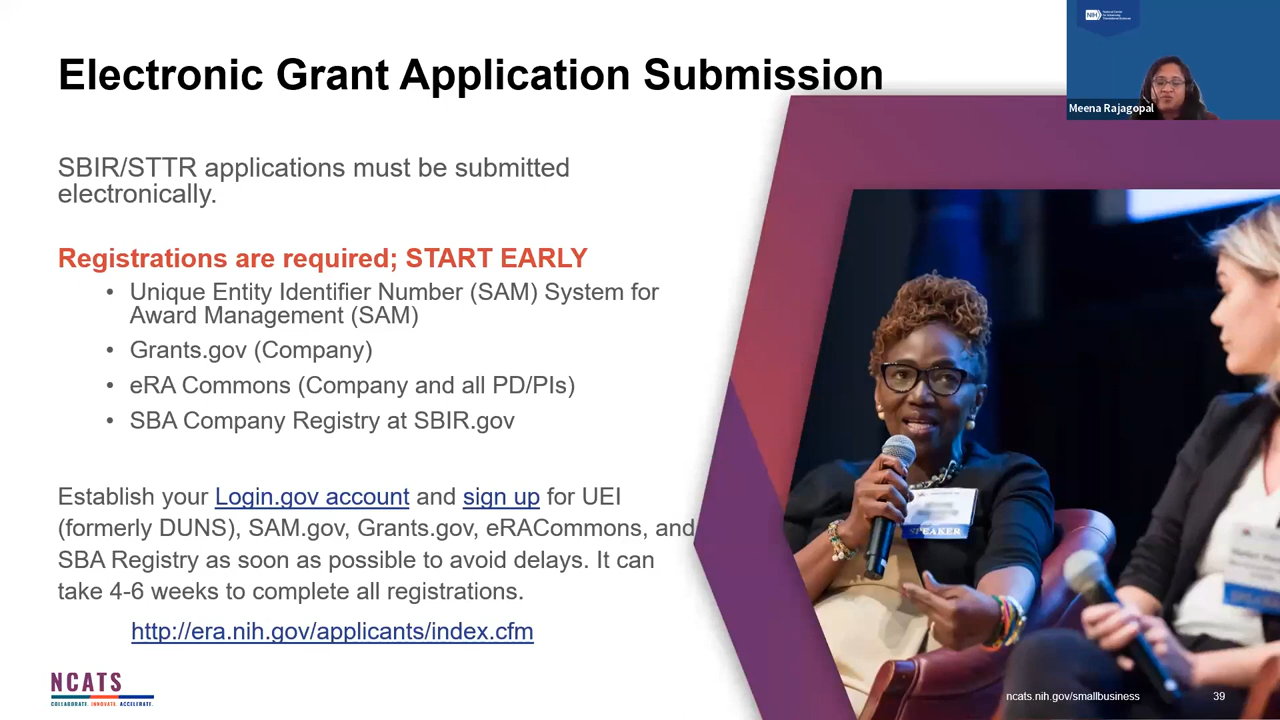 Electronic Grant Application Submission
NIH
Meena Rajagopal
SBIR/STTR applications must be submitted
electronically.
Registrations are required; START EARLY
• Unique Entity Identifier Number (SAM) System for
Award Management (SAM)
• Grants.gov (Company)
• eRA Commons (Company and all PD/PIs)
• SBA Company Registry at SBIR.gov
Establish your Login.gov account and sign up for UEI
(formerly DUNS), SAM.gov, Grants.gov, eRACommons, and
SBA Registry as soon as possible to avoid delays. It can
take 4-6 weeks to complete all registrations.
http://era.nih.gov/applicants/index.cfm
SPEAKER
NCATS
COLLABORATE. INNOVATE. ACCELERATE.
ncats.nih.gov/smallbusiness
39